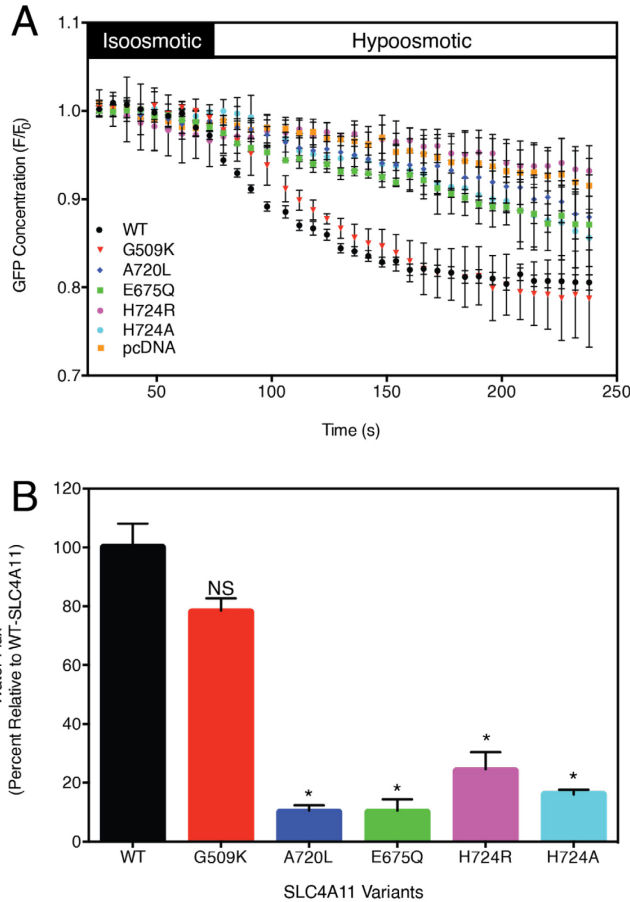 A
1.1
Isoosmotic
Hypoosmotic
1.0
0.9
0.8
0.7
GFP Concentration (F/F0)
WT
G509K
A720L
E675Q
H724R
H724A
pcDNA
50
100
150
200
250
Time (s)
B
120
100
80
60
40
20
0
(Percent Relative to WT-SLC4A11)
NS
*
*
*
*
WT
G509K
A720L
E675Q
H724R
H724A
SLC4A11 Variants